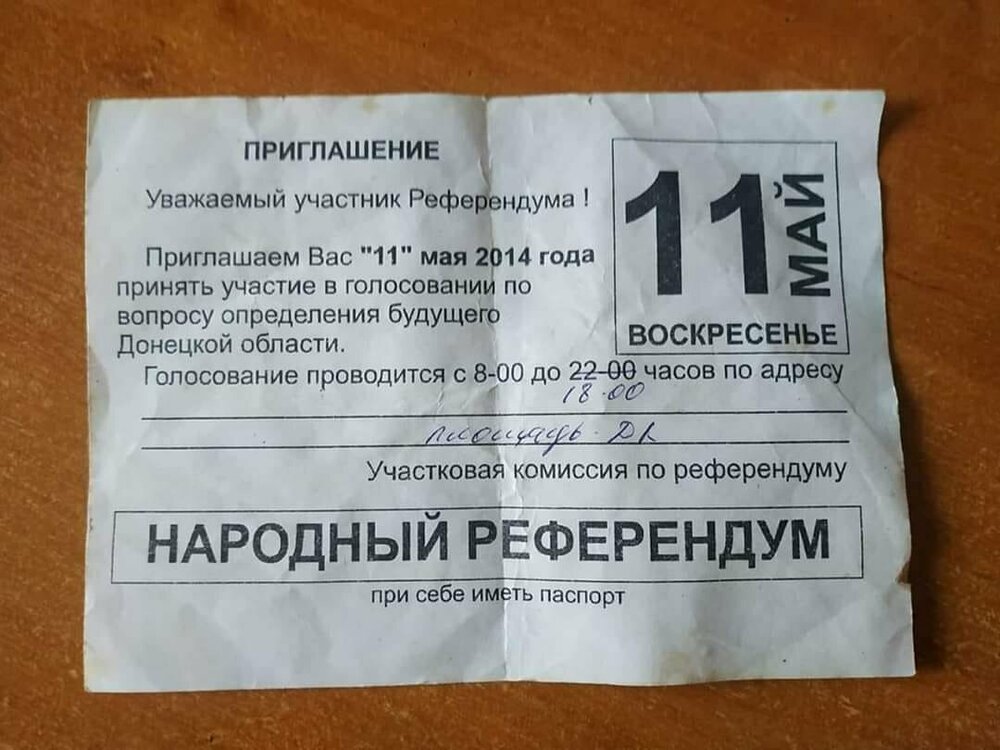 ПРИГЛАШЕНИЕ
Уважаемый участник Референдума !
Приглашаем Вас "11" мая 2014 года
принять участие в голосовании по
вопросу определения будущего
Донецкой области.
11 МАЙ
ВОСКРЕСЕНЬЕ
Голосование проводится с 8-00 до 22-00 часов по адресу
18-00
площадь ДК
Участковая комиссия по референдуму
НАРОДНЫЙ РЕФЕРЕНДУМ
при себе иметь паспорт